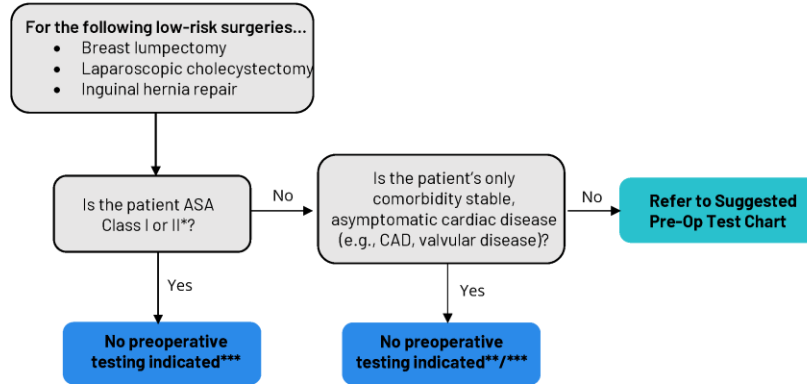 For the following low-risk surgeries...
• Breast lumpectomy
• Laparoscopic cholecystectomy
• Inguinal hernia repair
Is the patient ASA
Class I or II*?
No
Is the patient's only
comorbidity stable,
asymptomatic cardiac disease
(e.g., CAD, valvular disease)?
No
Refer to Suggested
Pre-Op Test Chart
Yes
Yes
No preoperative
testing indicated***
No preoperative
testing indicated**/***